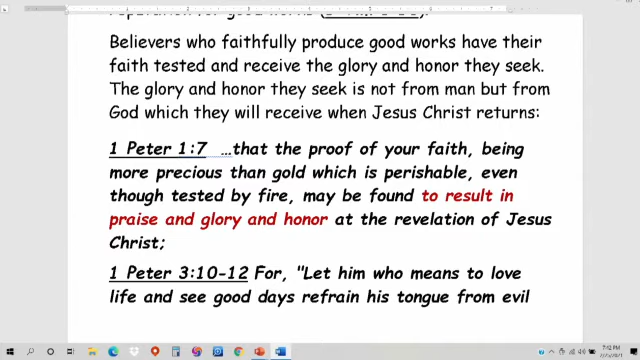 Believers who faithfully produce good works have their
faith tested and receive the glory and honor they seek.
The glory and honor they seek is not from man but from
God which they will receive when Jesus Christ returns:
1 Peter 1:7 ...that the proof of your faith, being
more precious than gold which is perishable, even
though tested by fire, may be found to result in
praise and glory and honor at the revelation of Jesus
Christ;
1 Peter 3:10-12 For, "Let him who means to love
life and see good days refrain his tongue from evil
7:12 PM